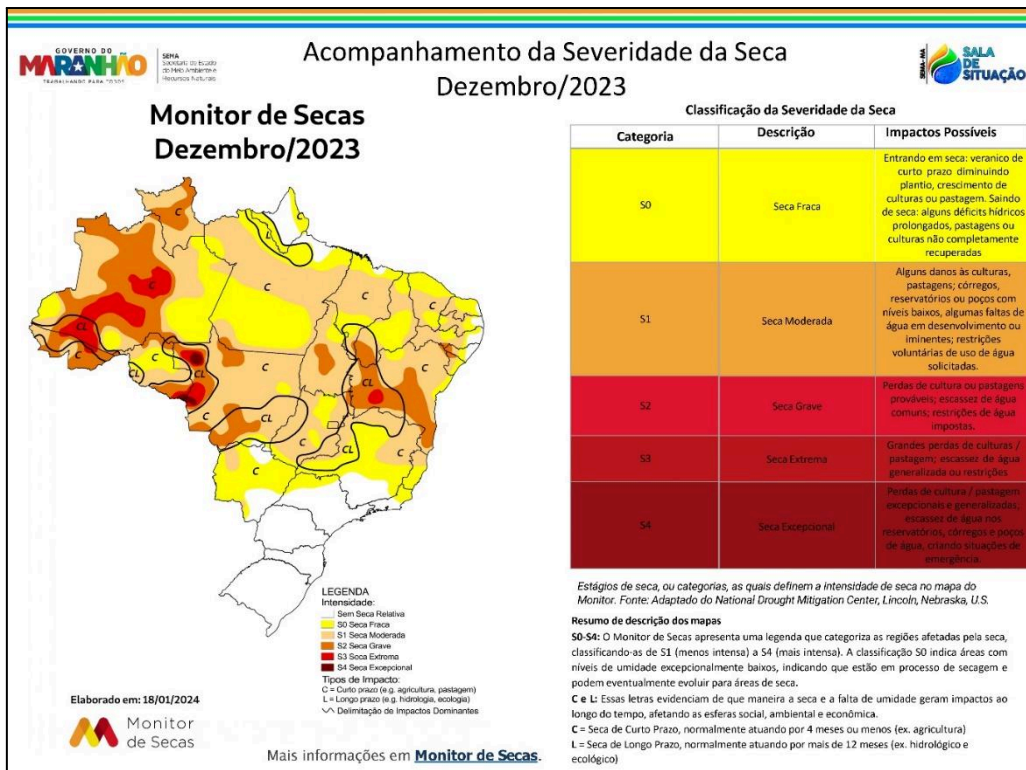 GOVERNO DO
MARANHÃO
TRABALHANDO PARA TODOS
SEMA
Secretaria de Estado
do Meio Ambiente e
Recursos Naturais
Acompanhamento da Severidade da Seca
Dezembro/2023
SEMA-MA
SALA
DE
SITUAÇÃO
Monitor de Secas
Dezembro/2023
C
C
L
C
C
C
CL
C
CL
C
CL
CL
C
C
C
CL
CL
C
LEGENDA
Intensidade:
Sem Seca Relativa
S0 Seca Fraca
S1 Seca Moderada
S2 Seca Grave
S3 Seca Extrema
S4 Seca Excepcional
Tipos de Impacto:
C = Curto prazo (e.g. agricultura, pastagem)
L = Longo prazo (e.g. hidrologia, ecologia)
Delimitação de Impactos Dominantes
Elaborado em: 18/01/2024
Monitor
de Secas
Mais informações em Monitor de Secas.
Classificação da Severidade da Seca
Categoria Descrição Impactos Possíveis
S0 Seca Fraca
Entrando em seca: veranico de
curto prazo diminuindo
plantio, crescimento de
culturas ou pastagem. Saindo
de seca: alguns déficits hídricos
prolongados, pastagens ou
culturas não completamente
recuperadas
S1 Seca Moderada
Alguns danos às culturas,
pastagens; córregos,
reservatórios ou poços com
níveis baixos, algumas faltas de
água em desenvolvimento ou
iminentes; restrições
voluntárias de uso de água
solicitadas.
S2 Seca Grave
Perdas de cultura ou pastagens
prováveis; escassez de água
comuns; restrições de água
impostas.
S3 Seca Extrema
Grandes perdas de culturas /
pastagem; escassez de água
generalizada ou restrições
S4 Seca Excepcional
Perdas de cultura / pastagem
excepcionais e generalizadas;
escassez de água nos
reservatórios, córregos e poços
de água, criando situações de
emergência.
Estágios de seca, ou categorias, as quais definem a intensidade de seca no mapa do
Monitor. Fonte: Adaptado do National Drought Mitigation Center, Lincoln, Nebraska, U.S.
Resumo de descrição dos mapas
S0-S4: O Monitor de Secas apresenta uma legenda que categoriza as regiões afetadas pela seca,
classificando-as de S1 (menos intensa) a S4 (mais intensa). A classificação S0 indica áreas com
níveis de umidade excepcionalmente baixos, indicando que estão em processo de secagem e
podem eventualmente evoluir para áreas de seca.
C e L: Essas letras evidenciam de que maneira a seca e a falta de umidade geram impactos ao
longo do tempo, afetando as esferas social, ambiental e econômica.
C = Seca de Curto Prazo, normalmente atuando por 4 meses ou menos (ex. agricultura)
L = Seca de Longo Prazo, normalmente atuando por mais de 12 meses (ex. hidrológico e
ecológico)